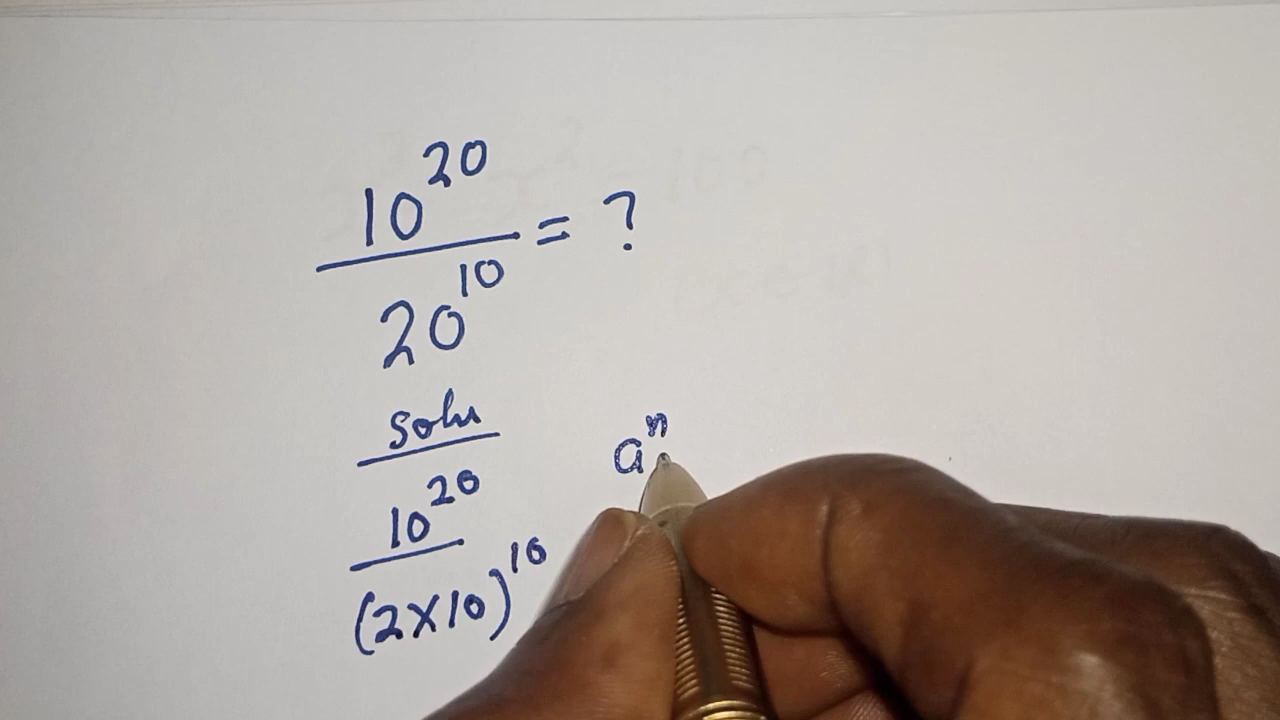 10^20
/ 20^10 = ?
Soln
10^20
/ (2×10)^10
a^n